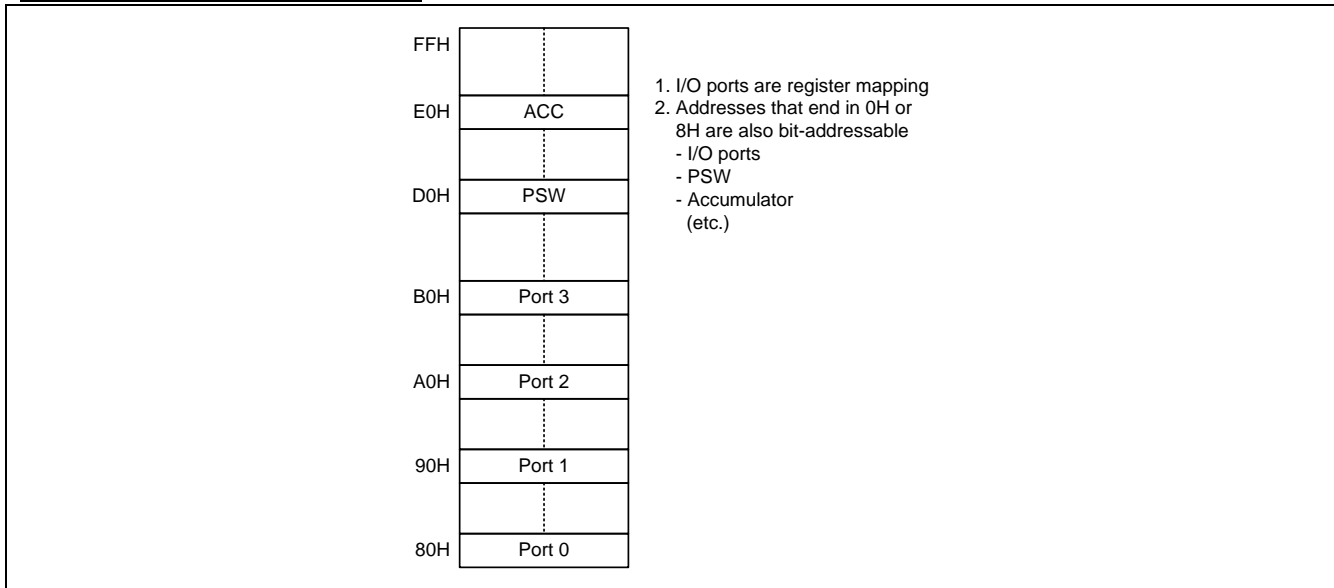 FFH
E0H ACC
D0H PSW
B0H Port 3
A0H Port 2
90H Port 1
80H Port 0
1. I/O ports are register mapping
2. Addresses that end in 0H or
8H are also bit-addressable
- I/O ports
- PSW
- Accumulator
(etc.)